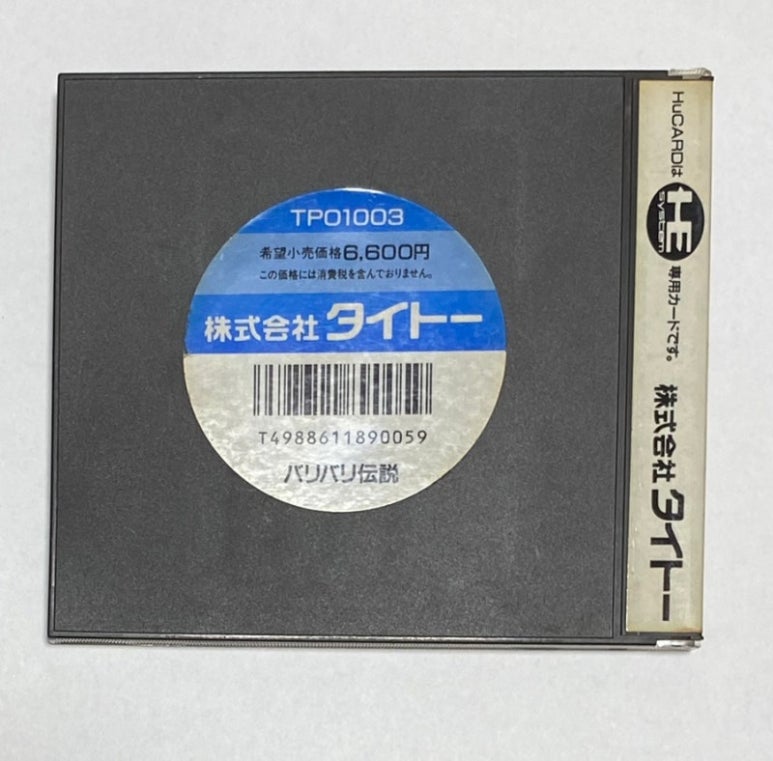 TP01003
希望小売価格6,600円
この価格には消費税を含んでおりません。
株式会社 タイトー
T4988611890059
バリバリ伝説
HuCARDは HE SYSTEM 専用カードです。 株式会社 タイトー